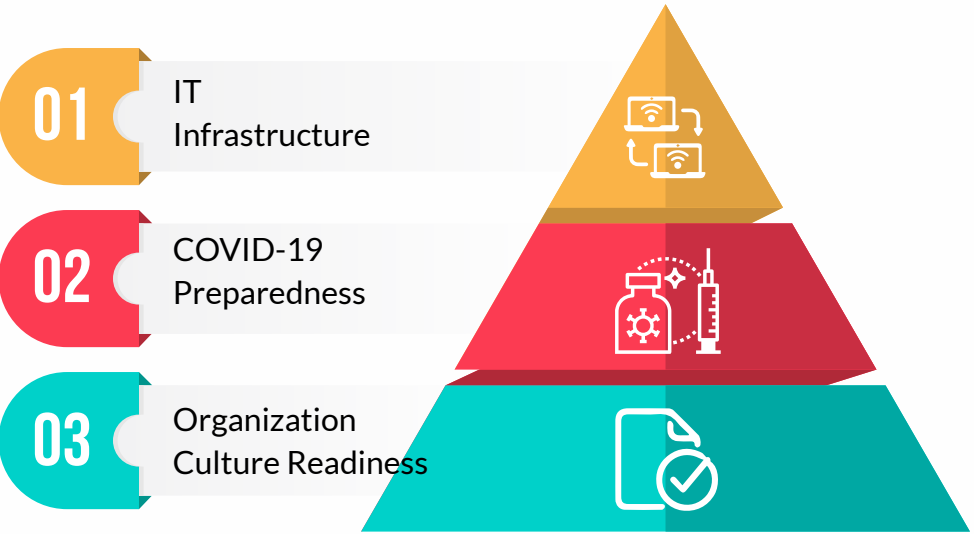 01
IT
Infrastructure
02
COVID-19
Preparedness
03
Organization
Culture Readiness